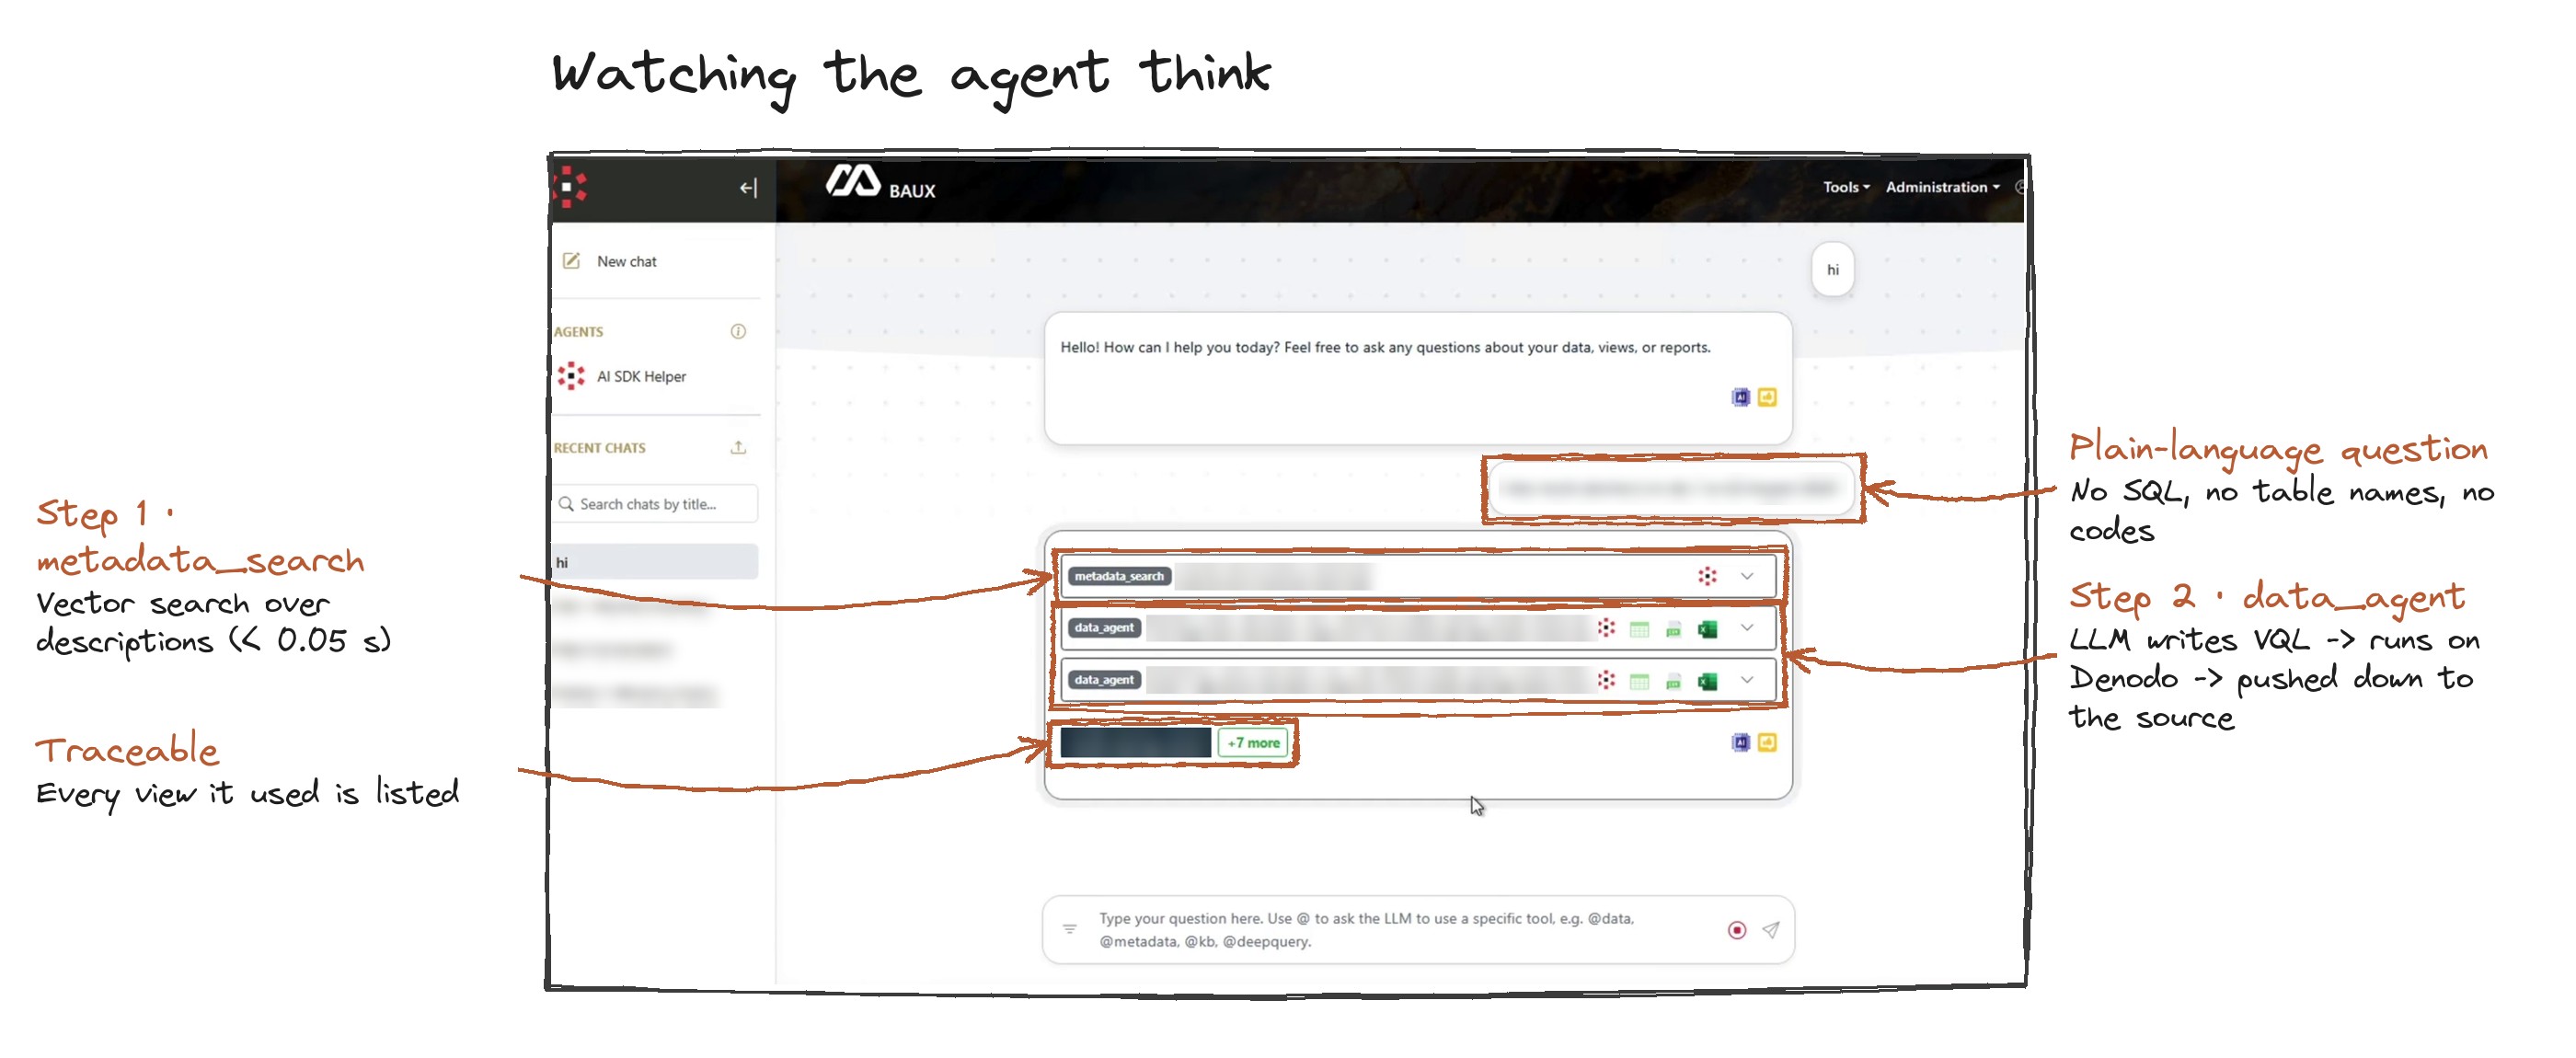 Watching the agent think
BAUX
Tools
Administration
New chat
AGENTS
AI SDK Helper
RECENT CHATS
Search chats by title...
hi
hi
Hello! How can I help you today? Feel free to ask any questions about your data, views, or reports.
AI
metadata_search
data_agent
data_agent
+7 more
AI
Type your question here. Use @ to ask the LLM to use a specific tool, e.g. @data,
@metadata, @kb, @deepquery.
Step 1 ·
metadata_search
Vector search over
descriptions (< 0.05 s)
Traceable
Every view it used is listed
Plain-language question
No SQL, no table names, no
codes
Step 2 · data_agent
LLM writes VQL -> runs on
Denodo -> pushed down to
the source